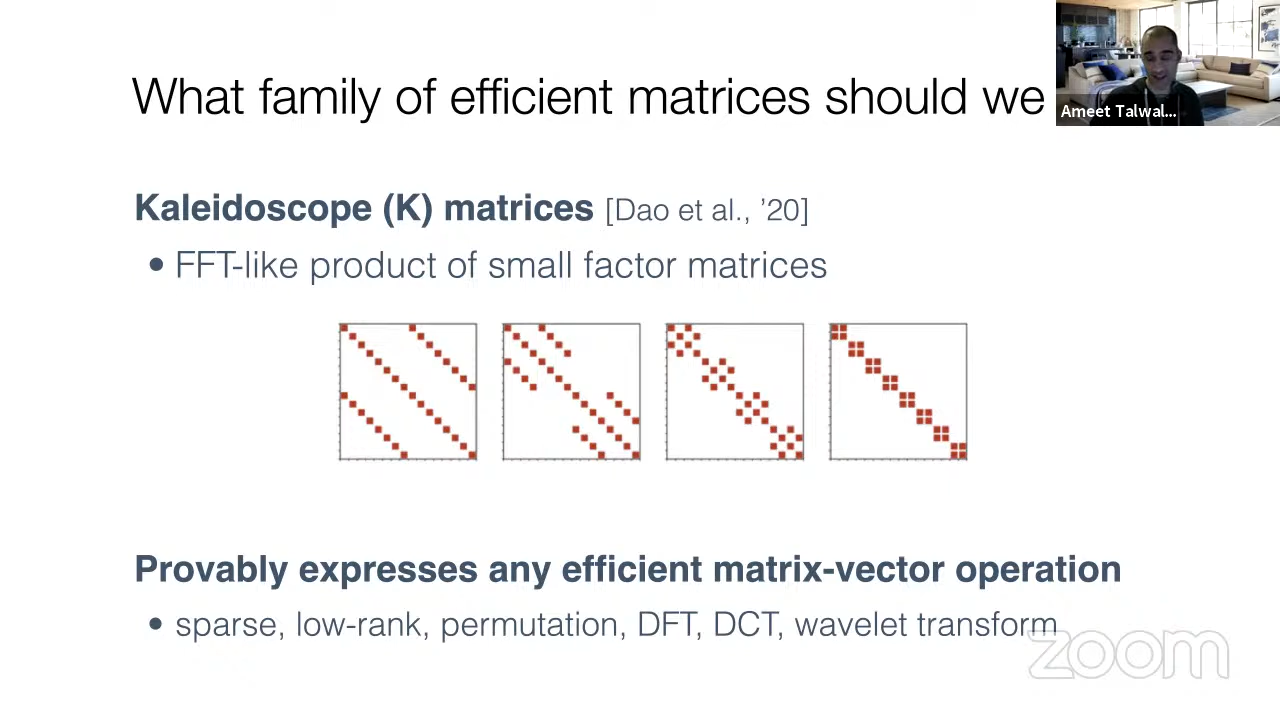 What family of efficient matrices should we
Ameet Talwal...
Kaleidoscope (K) matrices [Dao et al., ’20]
• FFT-like product of small factor matrices
Provably expresses any efficient matrix-vector operation
• sparse, low-rank, permutation, DFT, DCT, wavelet transform
zoom